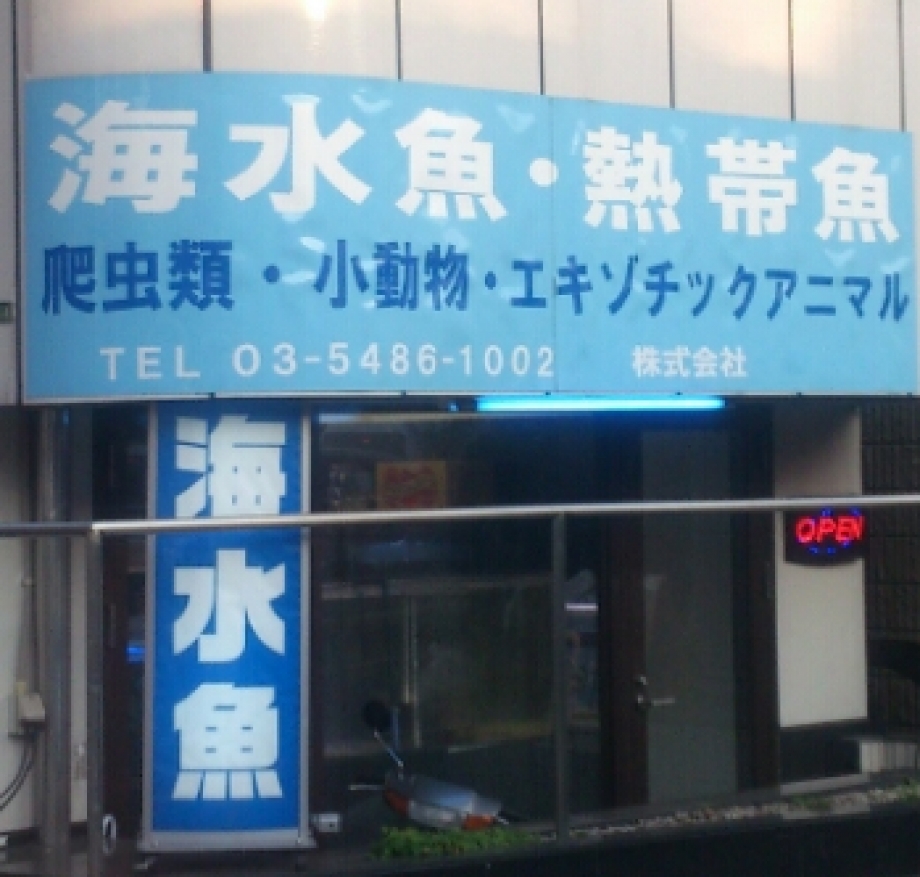 海水魚・熱帯魚
爬虫類・小動物・エキゾチックアニマル
TEL 03-5486-1002 株式会社
海水魚
OPEN